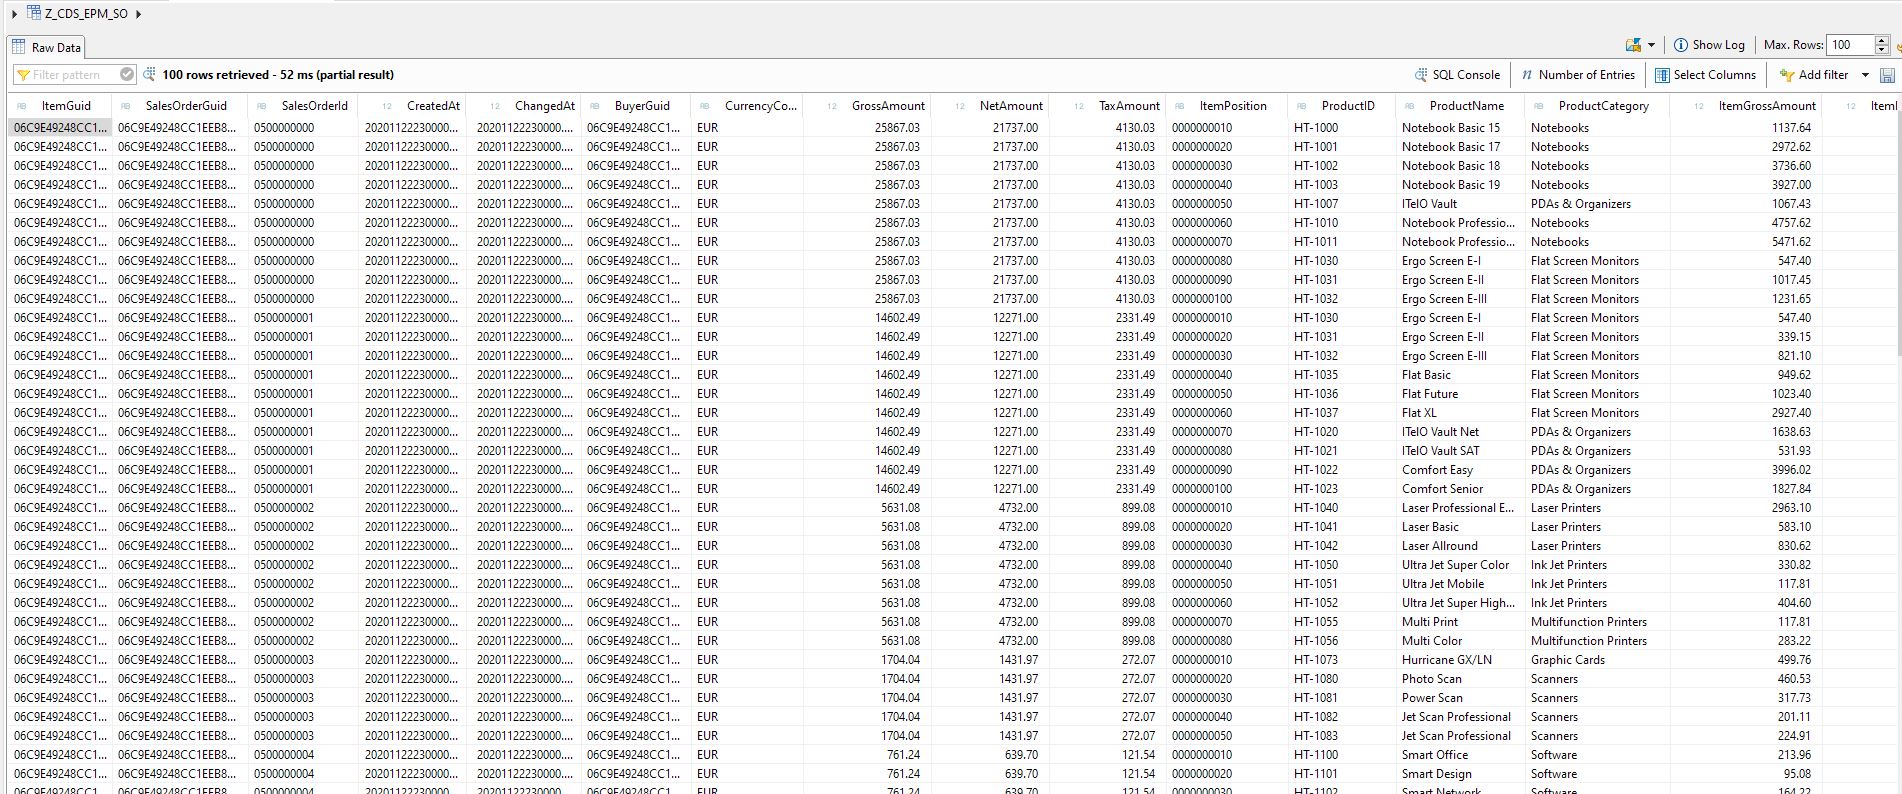 Z_CDS_EPM_SO
Raw Data
Show Log Max. Rows: 100
Filter pattern 100 rows retrieved - 52 ms (partial result) SQL Console Number of Entries Select Columns Add filter
ItemGuid SalesOrderGuid SalesOrderId CreatedAt ChangedAt BuyerGuid CurrencyCo... GrossAmount NetAmount TaxAmount ItemPosition ProductID ProductName ProductCategory ItemGrossAmount ItemI
06C9E49248CC1... 06C9E49248CC1EEB8... 0500000000 20201122230000... 20201122230000.... 06C9E49248CC1... EUR 25867.03 21737.00 4130.03 0000000010 HT-1000 Notebook Basic 15 Notebooks 1137.64
06C9E49248CC1... 06C9E49248CC1EEB8... 0500000000 20201122230000... 20201122230000.... 06C9E49248CC1... EUR 25867.03 21737.00 4130.03 0000000020 HT-1001 Notebook Basic 17 Notebooks 2972.62
06C9E49248CC1... 06C9E49248CC1EEB8... 0500000000 20201122230000... 20201122230000.... 06C9E49248CC1... EUR 25867.03 21737.00 4130.03 0000000030 HT-1002 Notebook Basic 18 Notebooks 3736.60
06C9E49248CC1... 06C9E49248CC1EEB8... 0500000000 20201122230000... 20201122230000.... 06C9E49248CC1... EUR 25867.03 21737.00 4130.03 0000000040 HT-1003 Notebook Basic 19 Notebooks 3927.00
06C9E49248CC1... 06C9E49248CC1EEB8... 0500000000 20201122230000... 20201122230000.... 06C9E49248CC1... EUR 25867.03 21737.00 4130.03 0000000050 HT-1007 ITelO Vault PDAs & Organizers 1067.43
06C9E49248CC1... 06C9E49248CC1EEB8... 0500000000 20201122230000... 20201122230000.... 06C9E49248CC1... EUR 25867.03 21737.00 4130.03 0000000060 HT-1010 Notebook Professio... Notebooks 4757.62
06C9E49248CC1... 06C9E49248CC1EEB8... 0500000000 20201122230000... 20201122230000.... 06C9E49248CC1... EUR 25867.03 21737.00 4130.03 0000000070 HT-1011 Notebook Professio... Notebooks 5471.62
06C9E49248CC1... 06C9E49248CC1EEB8... 0500000000 20201122230000... 20201122230000.... 06C9E49248CC1... EUR 25867.03 21737.00 4130.03 0000000080 HT-1030 Ergo Screen E-I Flat Screen Monitors 547.40
06C9E49248CC1... 06C9E49248CC1EEB8... 0500000000 20201122230000... 20201122230000.... 06C9E49248CC1... EUR 25867.03 21737.00 4130.03 0000000090 HT-1031 Ergo Screen E-II Flat Screen Monitors 1017.45
06C9E49248CC1... 06C9E49248CC1EEB8... 0500000000 20201122230000... 20201122230000.... 06C9E49248CC1... EUR 25867.03 21737.00 4130.03 0000000100 HT-1032 Ergo Screen E-III Flat Screen Monitors 1231.65
06C9E49248CC1... 06C9E49248CC1EEB8... 0500000001 20201122230000... 20201122230000.... 06C9E49248CC1... EUR 14602.49 12271.00 2331.49 0000000010 HT-1030 Ergo Screen E-I Flat Screen Monitors 547.40
06C9E49248CC1... 06C9E49248CC1EEB8... 0500000001 20201122230000... 20201122230000.... 06C9E49248CC1... EUR 14602.49 12271.00 2331.49 0000000020 HT-1031 Ergo Screen E-II Flat Screen Monitors 339.15
06C9E49248CC1... 06C9E49248CC1EEB8... 0500000001 20201122230000... 20201122230000.... 06C9E49248CC1... EUR 14602.49 12271.00 2331.49 0000000030 HT-1032 Ergo Screen E-III Flat Screen Monitors 821.10
06C9E49248CC1... 06C9E49248CC1EEB8... 0500000001 20201122230000... 20201122230000.... 06C9E49248CC1... EUR 14602.49 12271.00 2331.49 0000000040 HT-1035 Flat Basic Flat Screen Monitors 949.62
06C9E49248CC1... 06C9E49248CC1EEB8... 0500000001 20201122230000... 20201122230000.... 06C9E49248CC1... EUR 14602.49 12271.00 2331.49 0000000050 HT-1036 Flat Future Flat Screen Monitors 1023.40
06C9E49248CC1... 06C9E49248CC1EEB8... 0500000001 20201122230000... 20201122230000.... 06C9E49248CC1... EUR 14602.49 12271.00 2331.49 0000000060 HT-1037 Flat XL Flat Screen Monitors 2927.40
06C9E49248CC1... 06C9E49248CC1EEB8... 0500000001 20201122230000... 20201122230000.... 06C9E49248CC1... EUR 14602.49 12271.00 2331.49 0000000070 HT-1020 ITelO Vault Net PDAs & Organizers 1638.63
06C9E49248CC1... 06C9E49248CC1EEB8... 0500000001 20201122230000... 20201122230000.... 06C9E49248CC1... EUR 14602.49 12271.00 2331.49 0000000080 HT-1021 ITelO Vault SAT PDAs & Organizers 531.93
06C9E49248CC1... 06C9E49248CC1EEB8... 0500000001 20201122230000... 20201122230000.... 06C9E49248CC1... EUR 14602.49 12271.00 2331.49 0000000090 HT-1022 Comfort Easy PDAs & Organizers 3996.02
06C9E49248CC1... 06C9E49248CC1EEB8... 0500000001 20201122230000... 20201122230000.... 06C9E49248CC1... EUR 14602.49 12271.00 2331.49 0000000100 HT-1023 Comfort Senior PDAs & Organizers 1827.84
06C9E49248CC1... 06C9E49248CC1EEB8... 0500000002 20201122230000... 20201122230000.... 06C9E49248CC1... EUR 5631.08 4732.00 899.08 0000000010 HT-1040 Laser Professional E... Laser Printers 2963.10
06C9E49248CC1... 06C9E49248CC1EEB8... 0500000002 20201122230000... 20201122230000.... 06C9E49248CC1... EUR 5631.08 4732.00 899.08 0000000020 HT-1041 Laser Basic Laser Printers 583.10
06C9E49248CC1... 06C9E49248CC1EEB8... 0500000002 20201122230000... 20201122230000.... 06C9E49248CC1... EUR 5631.08 4732.00 899.08 0000000030 HT-1042 Laser Allround Laser Printers 830.62
06C9E49248CC1... 06C9E49248CC1EEB8... 0500000002 20201122230000... 20201122230000.... 06C9E49248CC1... EUR 5631.08 4732.00 899.08 0000000040 HT-1050 Ultra Jet Super Color Ink Jet Printers 330.82
06C9E49248CC1... 06C9E49248CC1EEB8... 0500000002 20201122230000... 20201122230000.... 06C9E49248CC1... EUR 5631.08 4732.00 899.08 0000000050 HT-1051 Ultra Jet Mobile Ink Jet Printers 117.81
06C9E49248CC1... 06C9E49248CC1EEB8... 0500000002 20201122230000... 20201122230000.... 06C9E49248CC1... EUR 5631.08 4732.00 899.08 0000000060 HT-1052 Ultra Jet Super High... Ink Jet Printers 404.60
06C9E49248CC1... 06C9E49248CC1EEB8... 0500000002 20201122230000... 20201122230000.... 06C9E49248CC1... EUR 5631.08 4732.00 899.08 0000000070 HT-1055 Multi Print Multifunction Printers 117.81
06C9E49248CC1... 06C9E49248CC1EEB8... 0500000002 20201122230000... 20201122230000.... 06C9E49248CC1... EUR 5631.08 4732.00 899.08 0000000080 HT-1056 Multi Color Multifunction Printers 283.22
06C9E49248CC1... 06C9E49248CC1EEB8... 0500000003 20201122230000... 20201122230000.... 06C9E49248CC1... EUR 1704.04 1431.97 272.07 0000000010 HT-1073 Hurricane GX/LN Graphic Cards 499.76
06C9E49248CC1... 06C9E49248CC1EEB8... 0500000003 20201122230000... 20201122230000.... 06C9E49248CC1... EUR 1704.04 1431.97 272.07 0000000020 HT-1080 Photo Scan Scanners 460.53
06C9E49248CC1... 06C9E49248CC1EEB8... 0500000003 20201122230000... 20201122230000.... 06C9E49248CC1... EUR 1704.04 1431.97 272.07 0000000030 HT-1081 Power Scan Scanners 317.73
06C9E49248CC1... 06C9E49248CC1EEB8... 0500000003 20201122230000... 20201122230000.... 06C9E49248CC1... EUR 1704.04 1431.97 272.07 0000000040 HT-1082 Jet Scan Professional Scanners 201.11
06C9E49248CC1... 06C9E49248CC1EEB8... 0500000003 20201122230000... 20201122230000.... 06C9E49248CC1... EUR 1704.04 1431.97 272.07 0000000050 HT-1083 Jet Scan Professional Scanners 224.91
06C9E49248CC1... 06C9E49248CC1EEB8... 0500000004 20201122230000... 20201122230000.... 06C9E49248CC1... EUR 761.24 639.70 121.54 0000000010 HT-1100 Smart Office Software 213.96
06C9E49248CC1... 06C9E49248CC1EEB8... 0500000004 20201122230000... 20201122230000.... 06C9E49248CC1... EUR 761.24 639.70 121.54 0000000020 HT-1101 Smart Design Software 95.08
06C9E49248CC1... 06C9E49248CC1EEB8... 0500000004 20201122230000... 20201122230000.... 06C9E49248CC1... EUR 761.24 639.70 121.54 0000000030 HT-1102 Smart Network Software 164.22